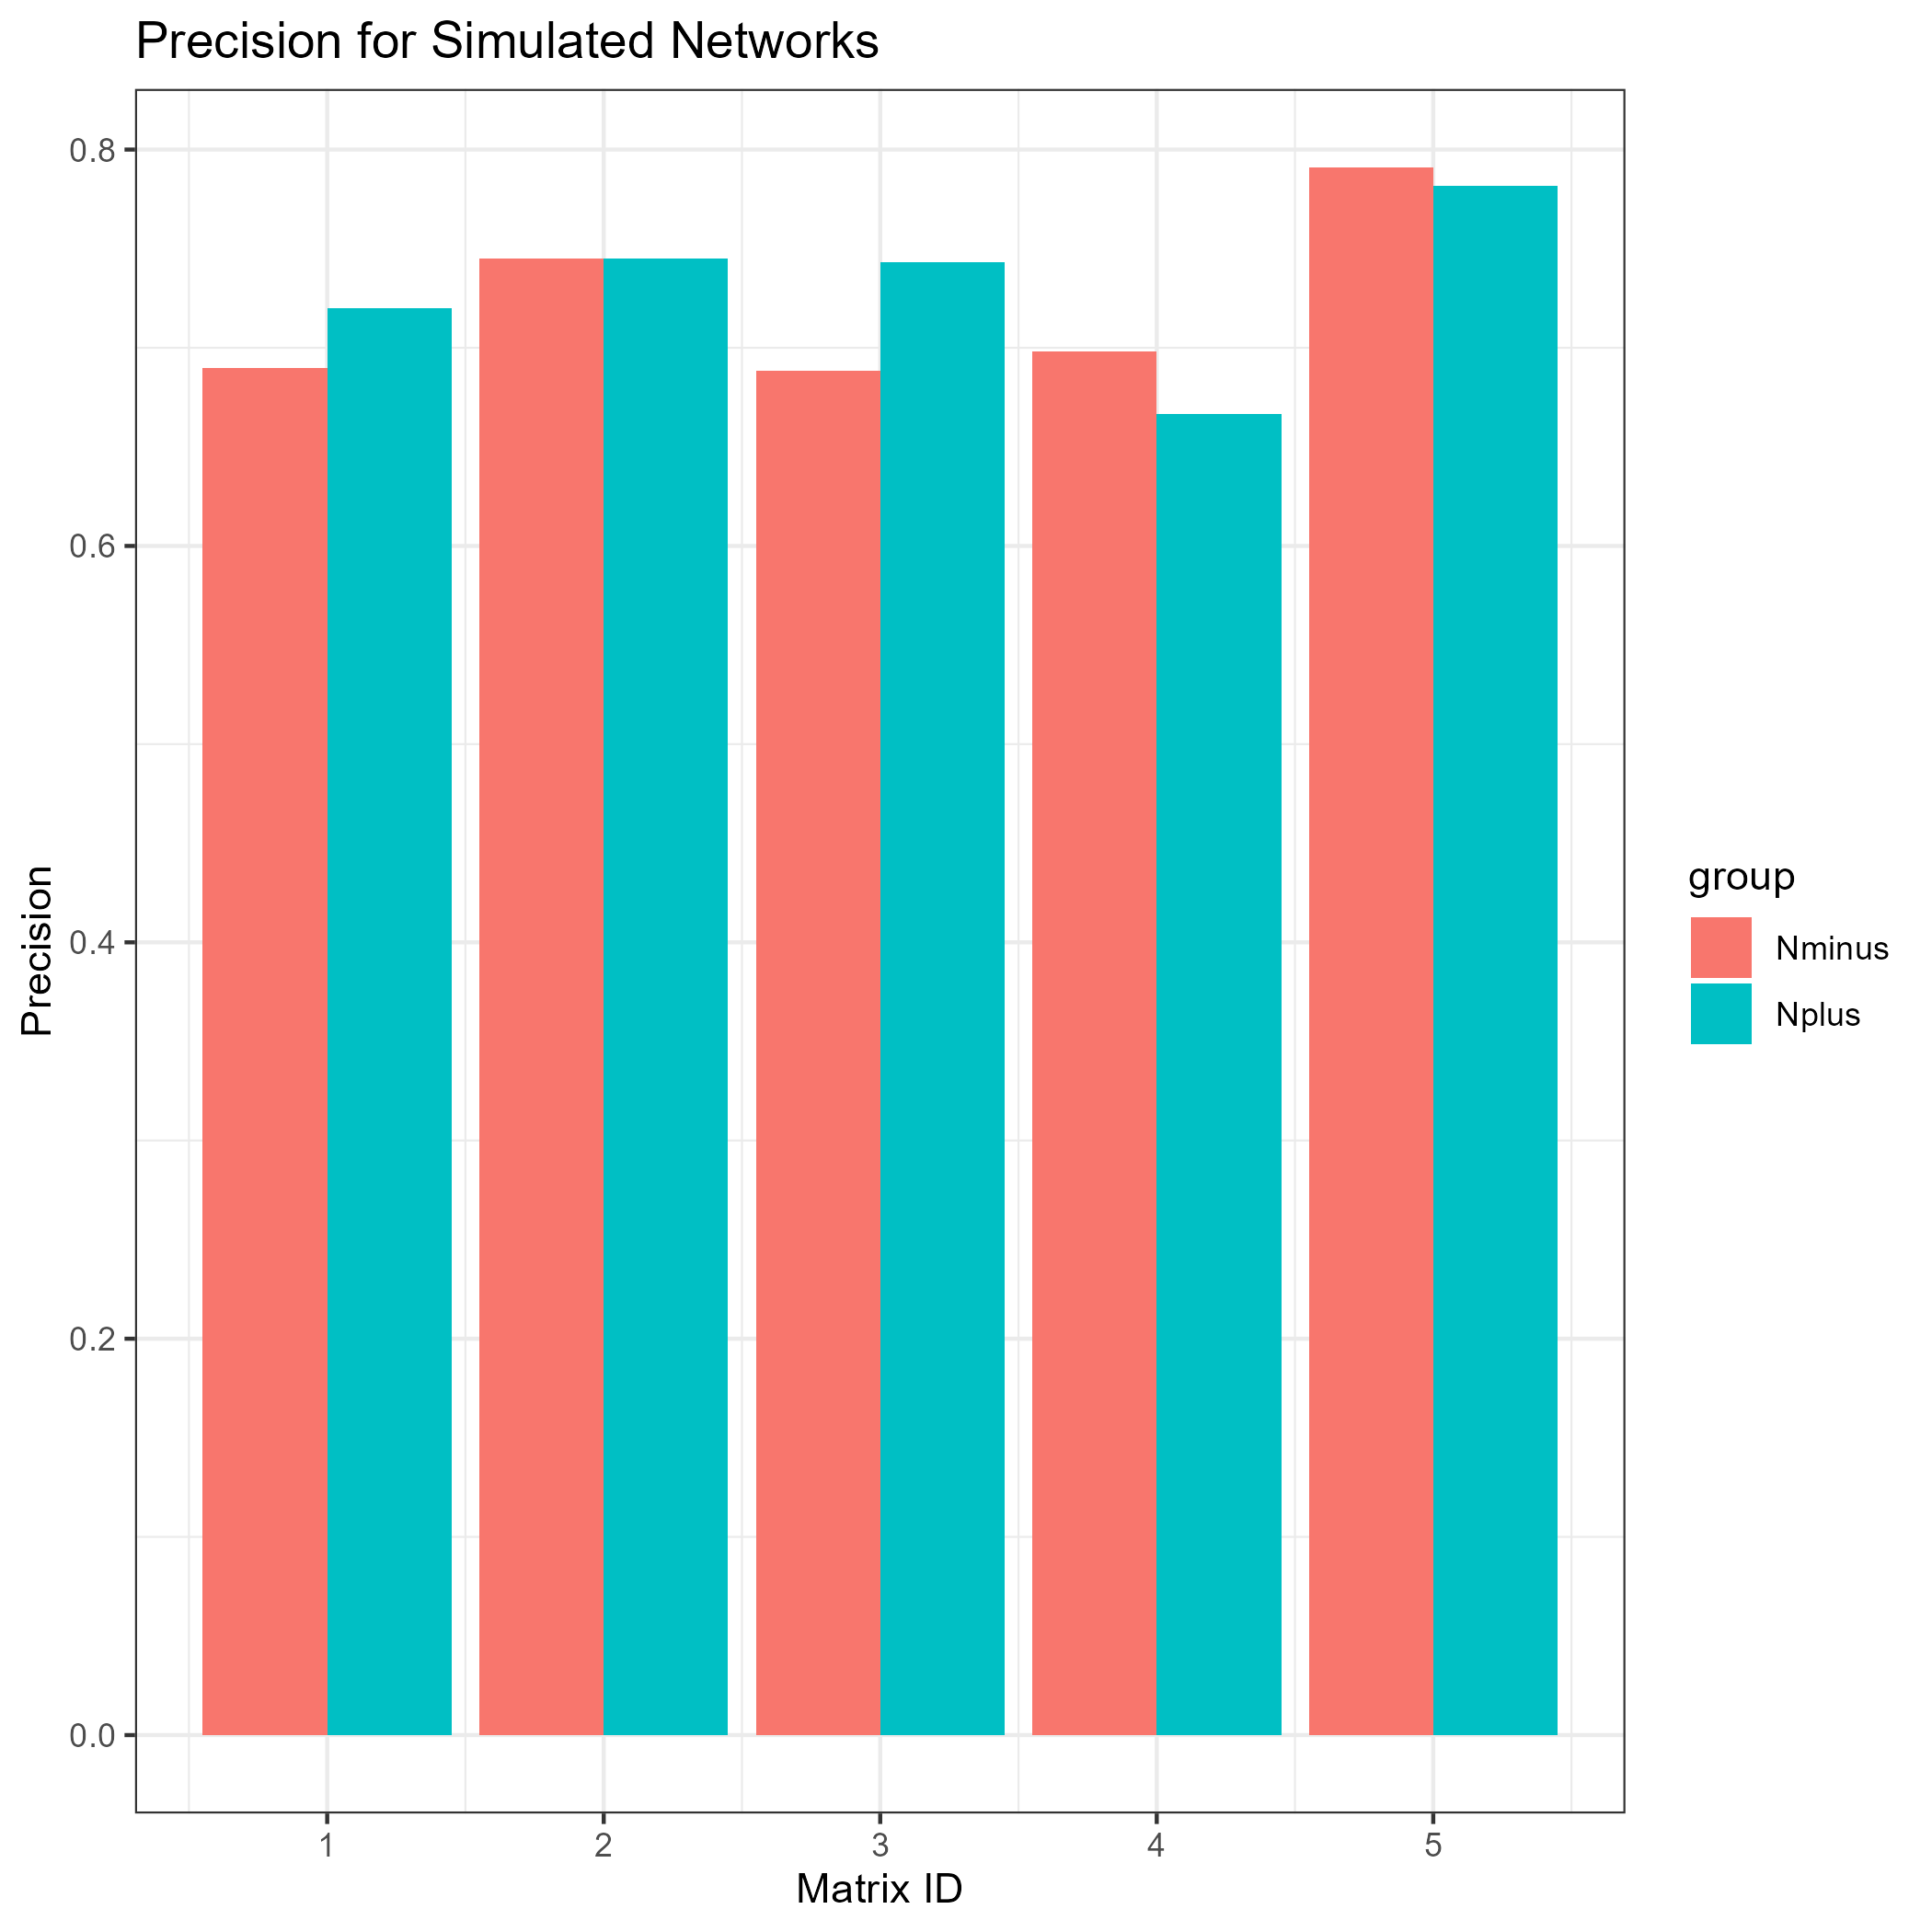 Precision for Simulated Networks
Precision
0.8
0.6
0.4
0.2
0.0
1 2 3 4 5
Matrix ID
group
Nminus
Nplus